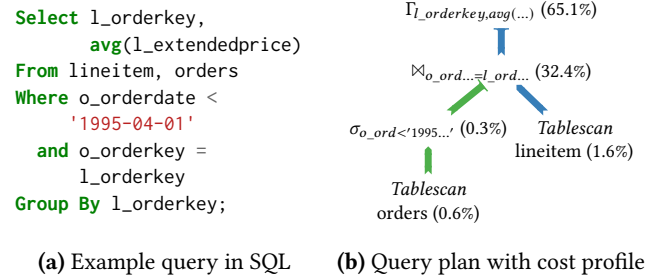 Select l_orderkey,
avg(l_extendedprice)
From lineitem, orders
Where o_orderdate <
'1995-04-01'
and o_orderkey =
l_orderkey
Group By l_orderkey;
(a) Example query in SQL
Γl_orderkey,avg(...) (65.1%)
⋈o_ord...=l_ord... (32.4%)
σo_ord<'1995...' (0.3%)
Tablescan
lineitem (1.6%)
Tablescan
orders (0.6%)
(b) Query plan with cost profile